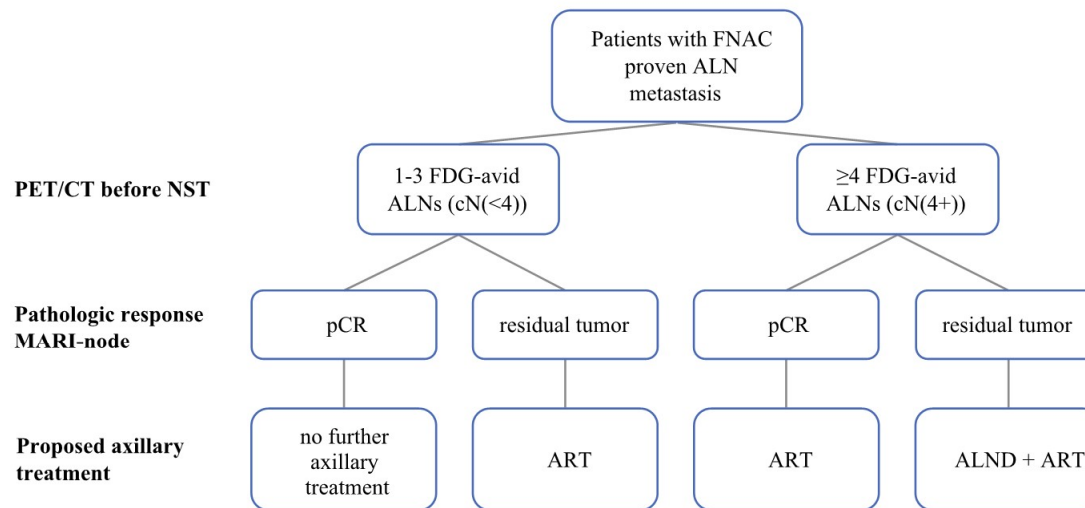 Patients with FNAC
proven ALN
metastasis
PET/CT before NST
1-3 FDG-avid
ALNs (cN(<4))
≥4 FDG-avid
ALNs (cN(4+))
Pathologic response
MARI-node
pCR
residual tumor
pCR
residual tumor
Proposed axillary
treatment
no further
axillary
treatment
ART
ART
ALND + ART